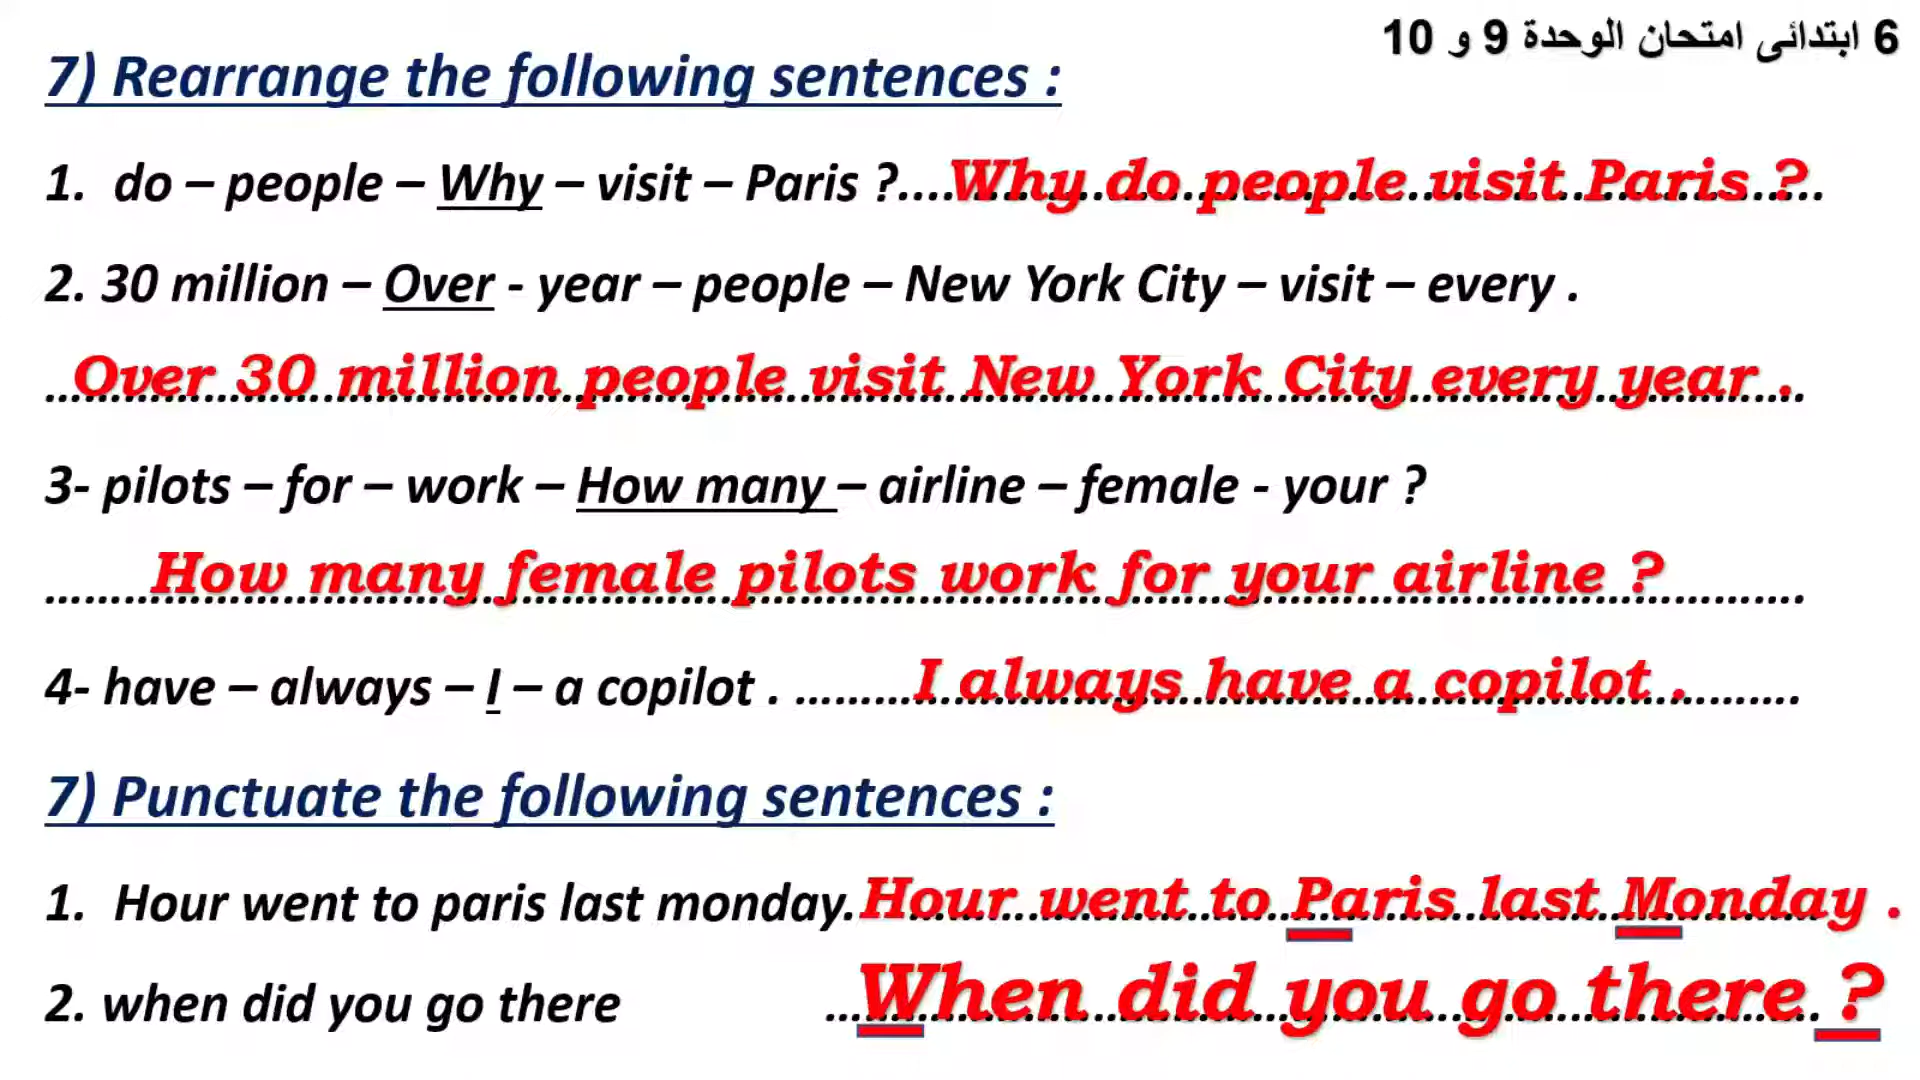 6 ابتدائى امتحان الوحدة 9 و 10
7) Rearrange the following sentences :
1. do – people – Why – visit – Paris ?....Why do people visit Paris ?.
2. 30 million – Over - year – people – New York City – visit – every .
Over 30 million people visit New York City every year .
3- pilots – for – work – How many – airline – female - your ?
How many female pilots work for your airline ?
4- have – always – I – a copilot . ......... I always have a copilot . .........
7) Punctuate the following sentences :
1. Hour went to paris last monday. Hour went to Paris last Monday .
2. when did you go there ...When did you go there ?